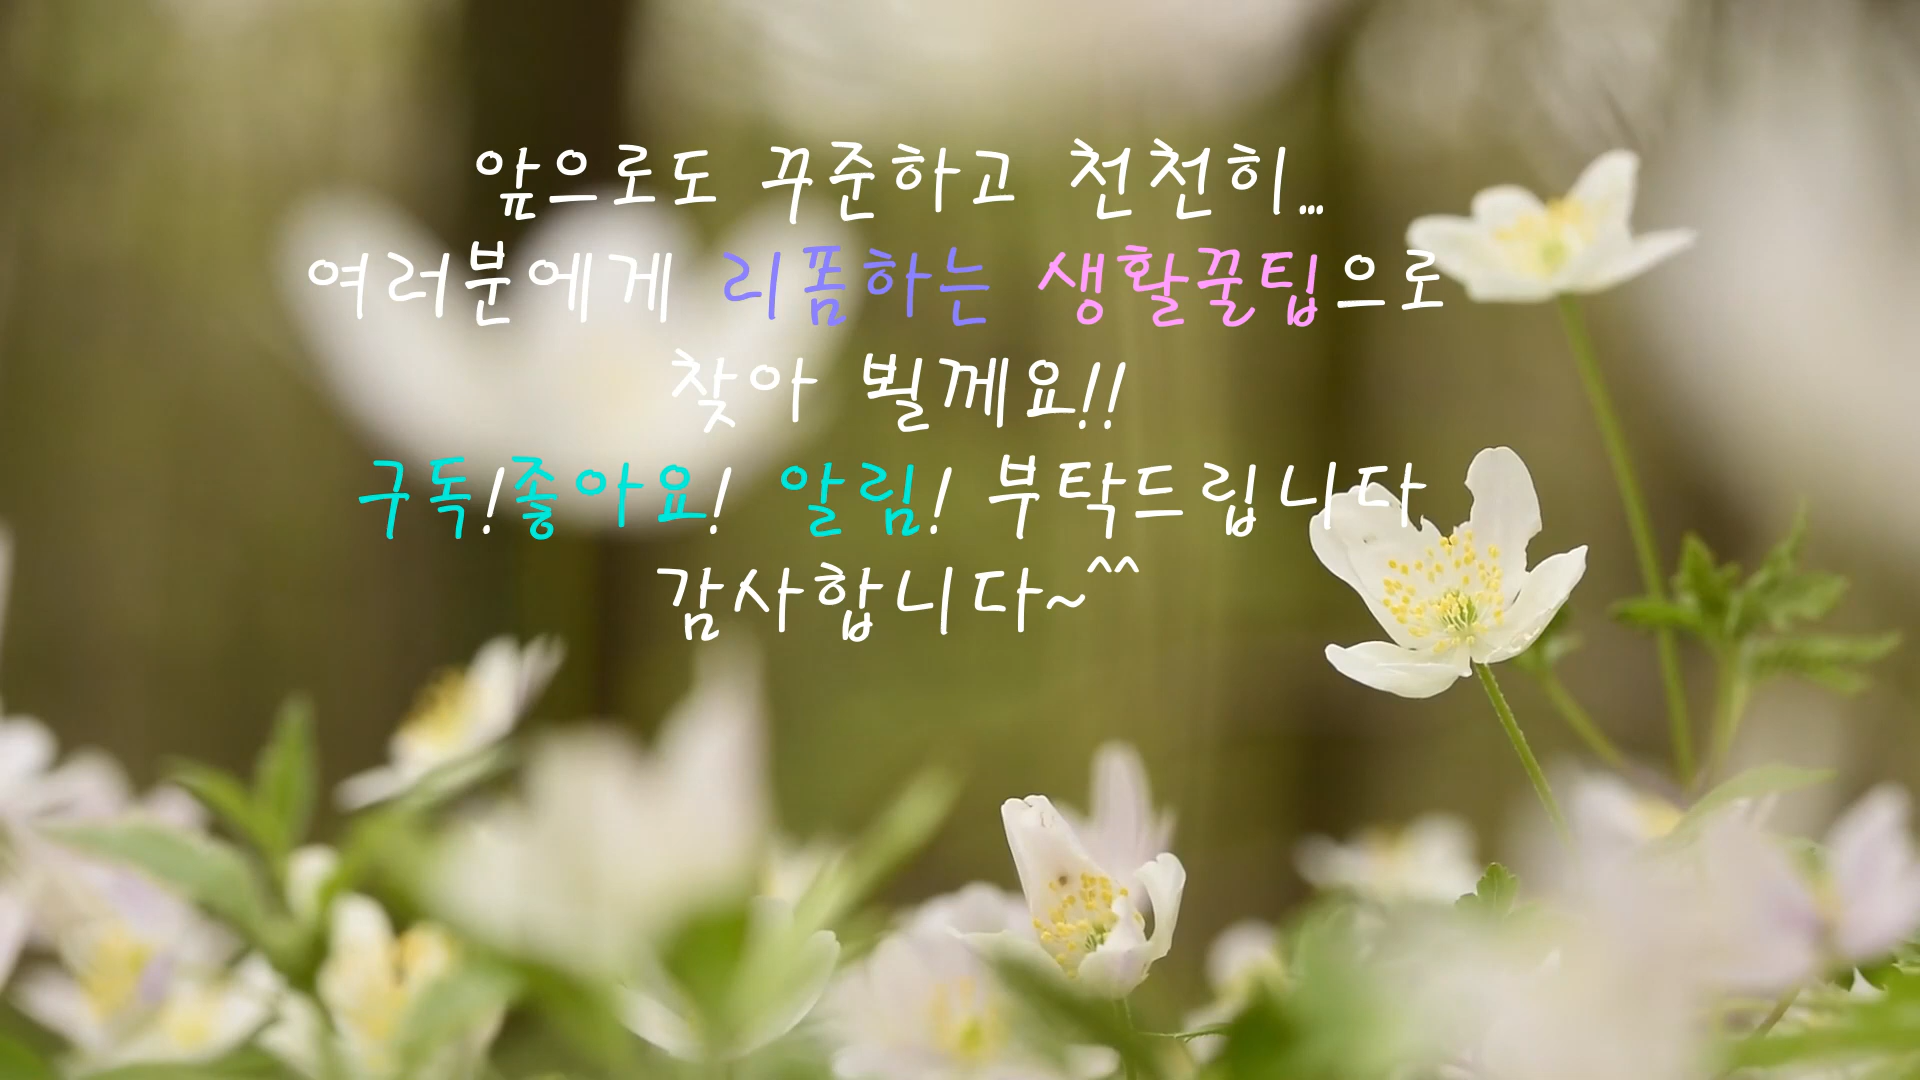 앞으로도 꾸준하고 천천히...
여러분에게 리폼하는 생활꿀팁으로
찾아 뵐께요!!
구독!좋아요! 알림! 부탁드립니다
감사합니다~^^